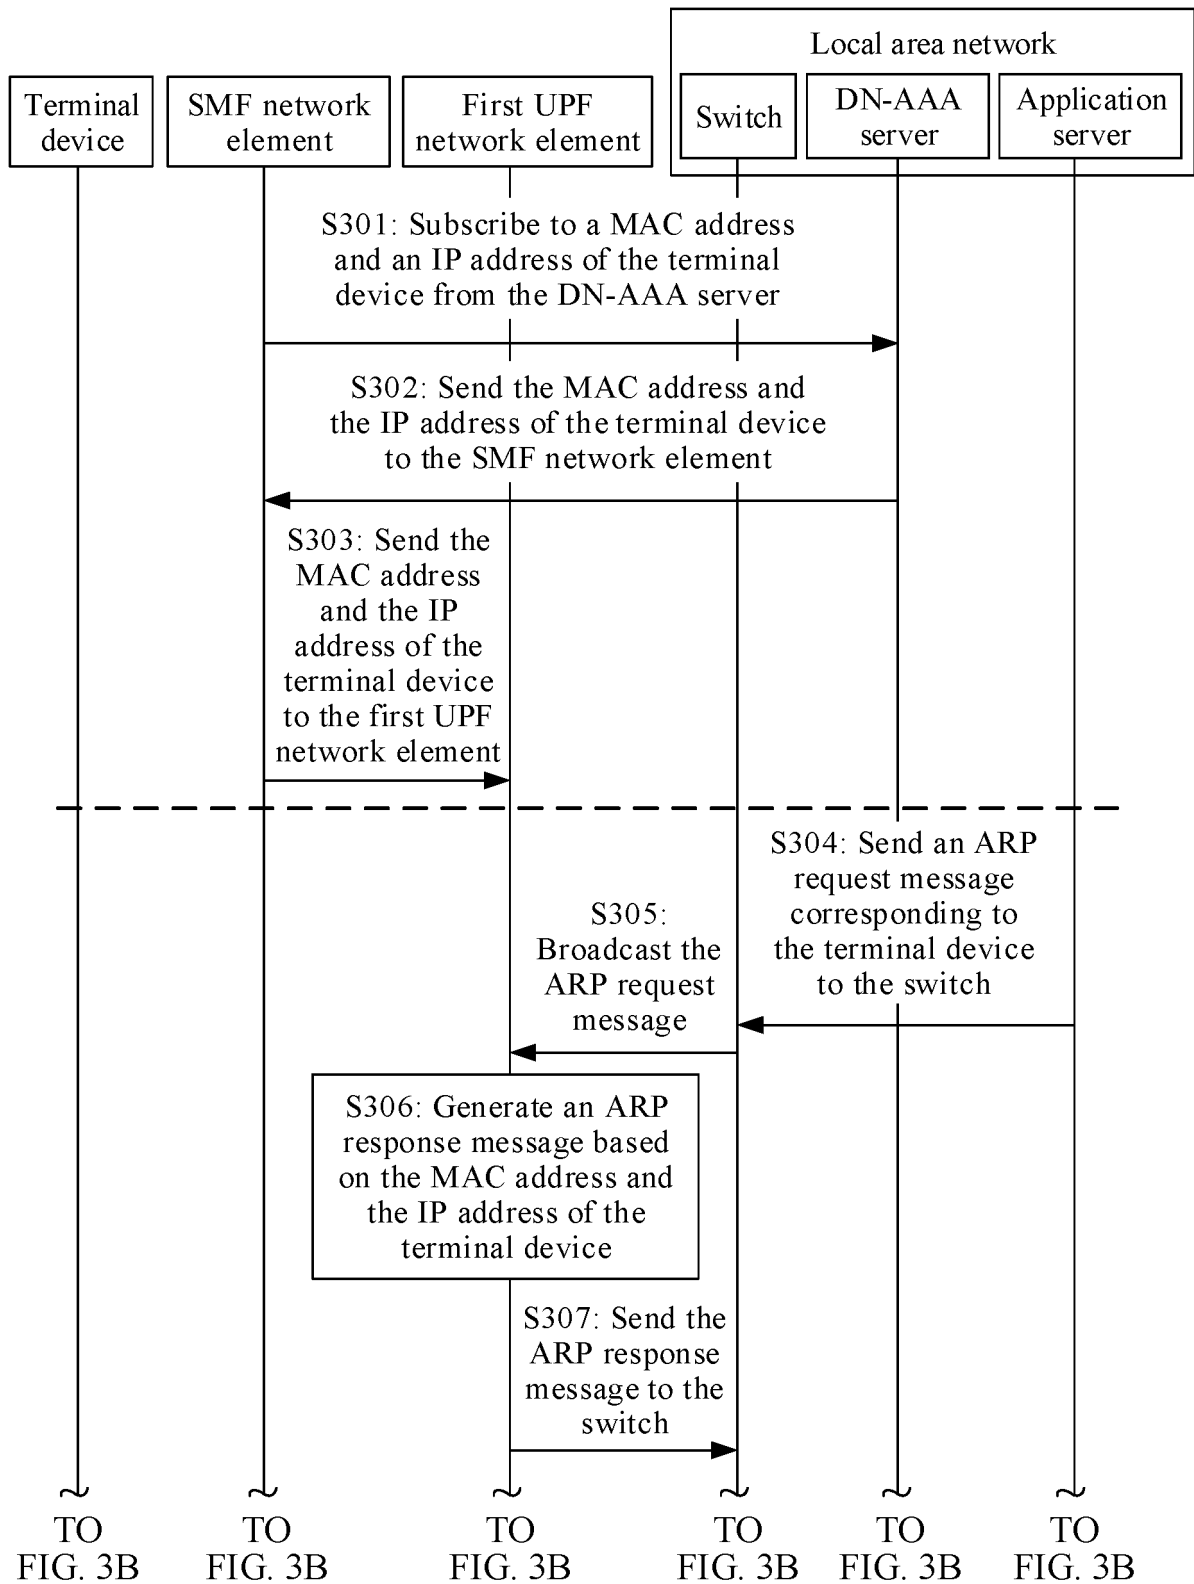 Local area network
Terminal
device
SMF network
element
First UPF
network element
Switch
DN-AAA
server
Application
server
S301: Subscribe to a MAC address
and an IP address of the terminal
device from the DN-AAA server
S302: Send the MAC address and
the IP address of the terminal device
to the SMF network element
S303: Send the
MAC address
and the IP
address of the
terminal device
to the first UPF
network element
S304: Send an ARP
request message
corresponding to
the terminal device
to the switch
S305:
Broadcast the
ARP request
message
S306: Generate an ARP
response message based
on the MAC address and
the IP address of the
terminal device
S307: Send the
ARP response
message to the
switch
TO
FIG. 3B
TO
FIG. 3B
TO
FIG. 3B
TO
FIG. 3B
TO
FIG. 3B
TO
FIG. 3B